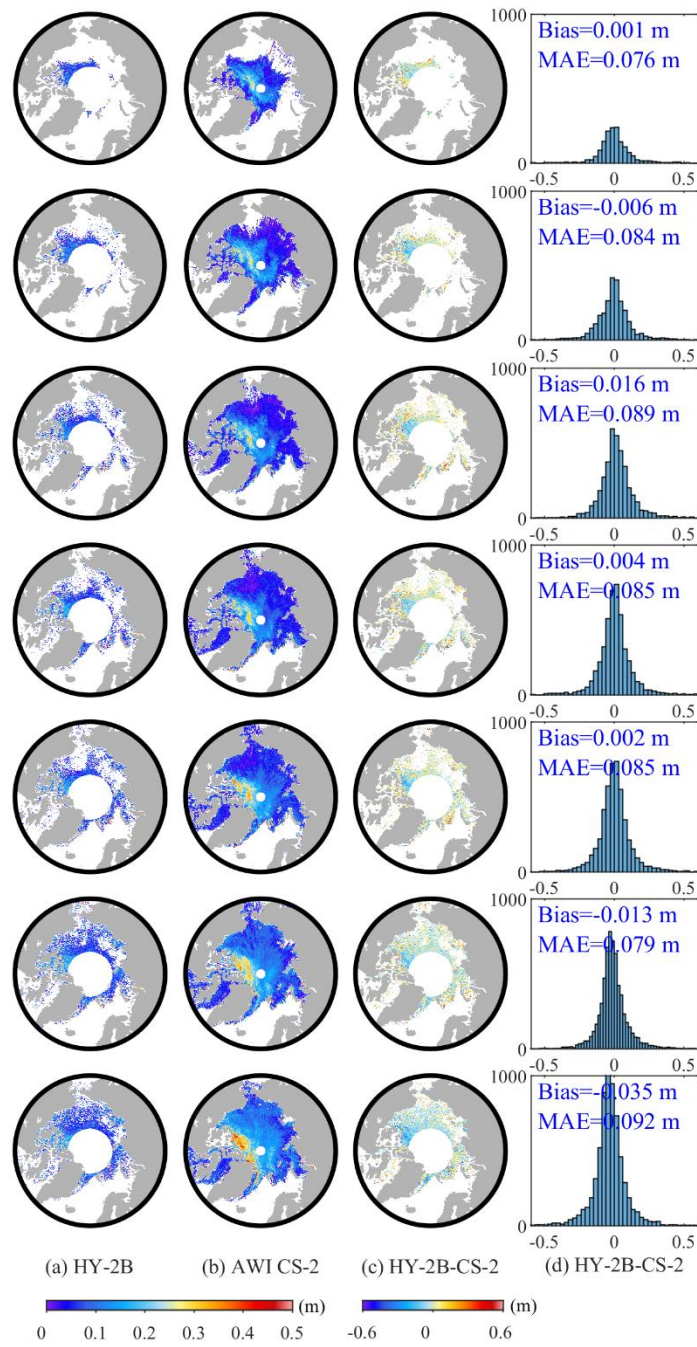 1000
Bias=0.001 m
MAE=0.076 m
0
-0.5 0 0.5
1000
Bias=-0.006 m
MAE=0.084 m
0
-0.5 0 0.5
1000
Bias=0.016 m
MAE=0.089 m
0
-0.5 0 0.5
1000
Bias=0.004 m
MAE=0.085 m
0
-0.5 0 0.5
1000
Bias=0.002 m
MAE=0.085 m
0
-0.5 0 0.5
1000
Bias=-0.013 m
MAE=0.079 m
0
-0.5 0 0.5
1000
Bias=-0.035 m
MAE=0.092 m
0
-0.5 0 0.5
(a) HY-2B (b) AWI CS-2 (c) HY-2B-CS-2 (d) HY-2B-CS-2
(m) (m)
0 0.1 0.2 0.3 0.4 0.5 -0.6 0 0.6